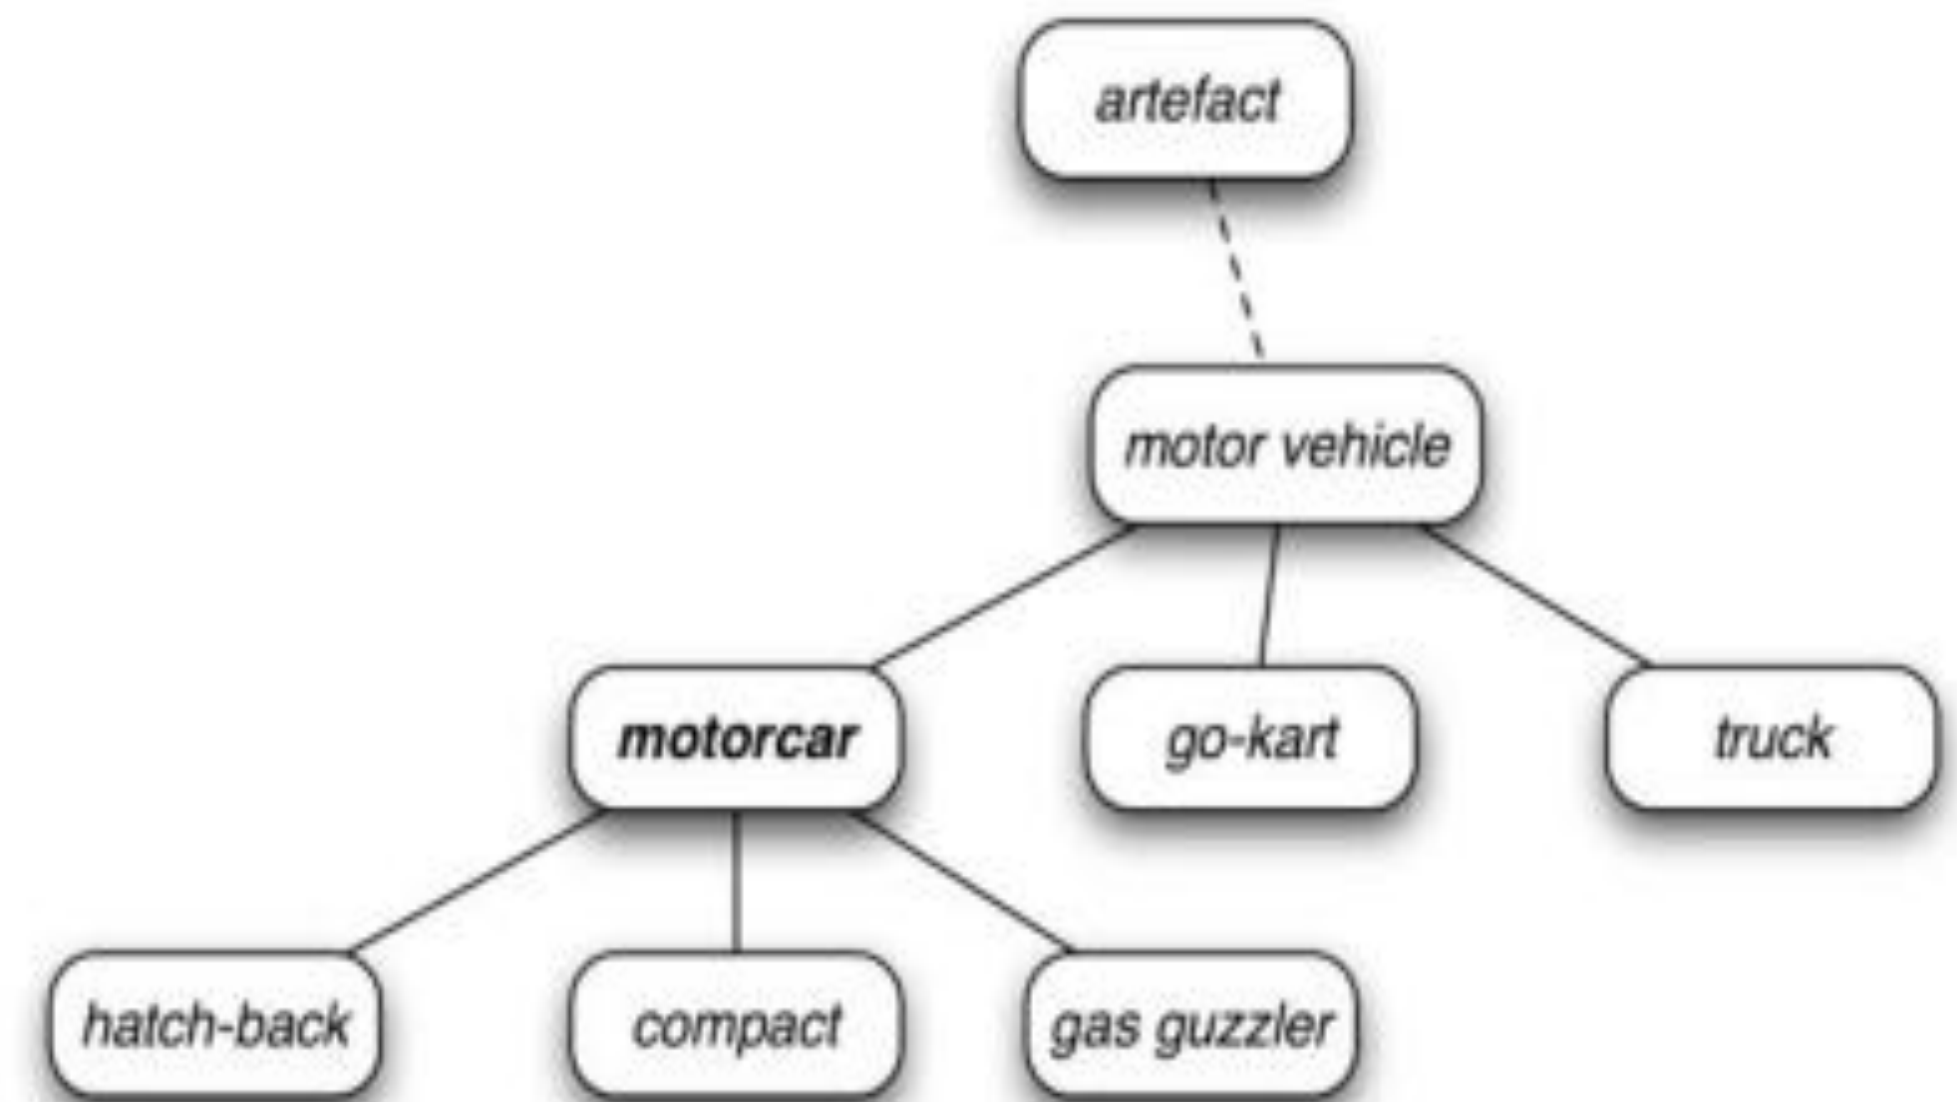 artefact
motor vehicle
motorcar
go-kart
truck
hatch-back
compact
gas guzzler